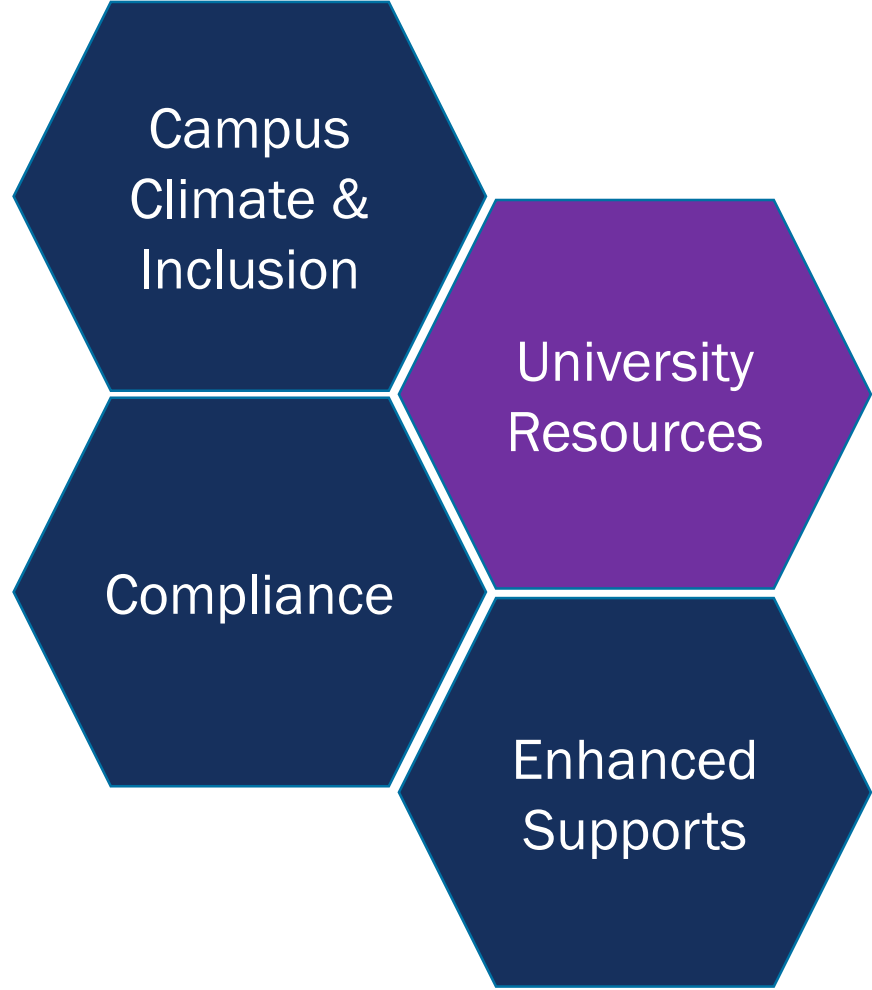 Campus
Climate &
Inclusion
University
Resources
Compliance
Enhanced
Supports